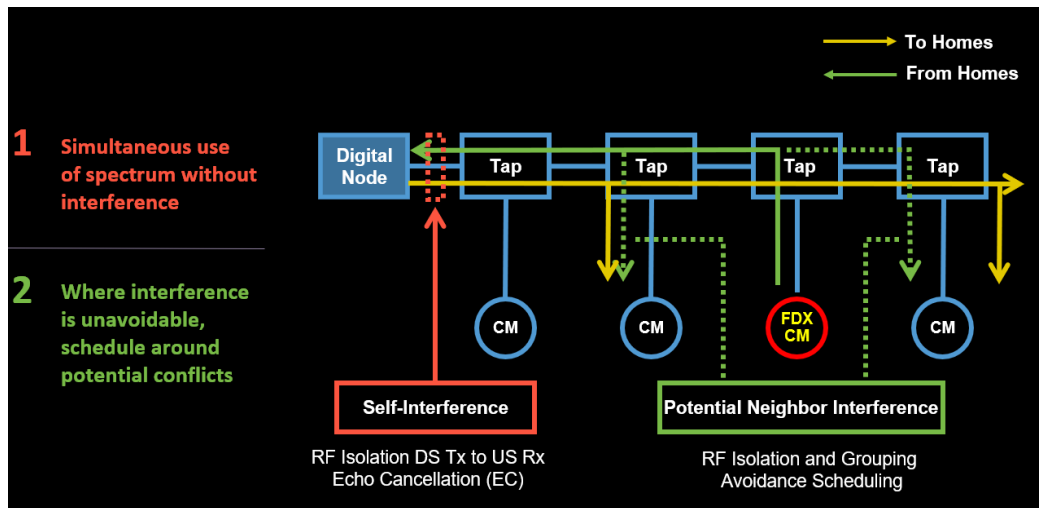 To Homes
From Homes
1
Simultaneous use
of spectrum without
interference
2
Where interference
is unavoidable,
schedule around
potential conflicts
Digital
Node
Tap
Tap
Tap
Tap
CM
CM
FDX
CM
CM
Self-Interference
Potential Neighbor Interference
RF Isolation DS Tx to US Rx
Echo Cancellation (EC)
RF Isolation and Grouping
Avoidance Scheduling